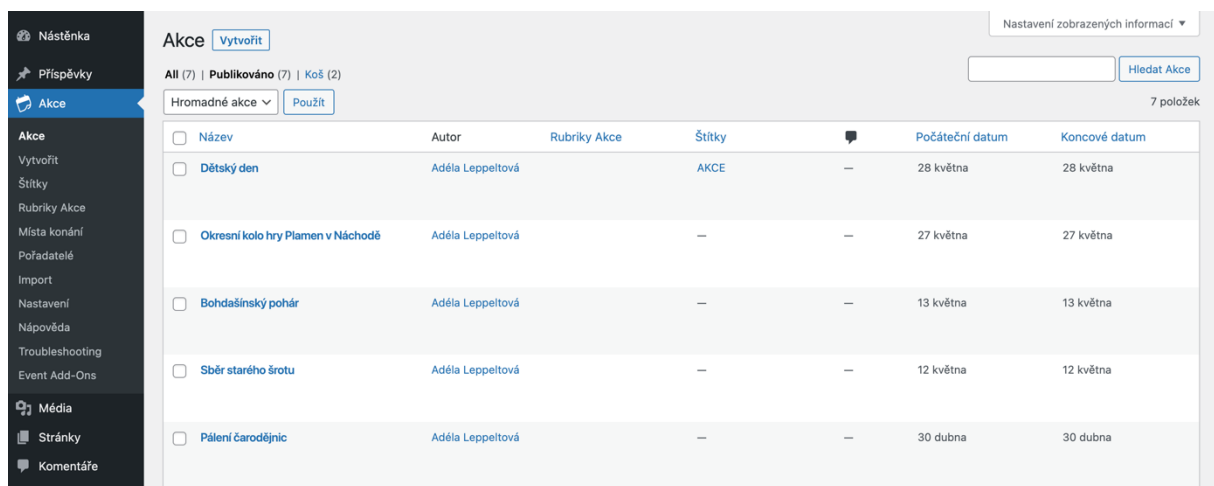 Nástěnka
Příspěvky
Akce
Akce
Vytvořit
Štítky
Rubriky Akce
Místa konání
Pořadatelé
Import
Nastavení
Nápověda
Troubleshooting
Event Add-Ons
Média
Stránky
Komentáře
Nastavení zobrazených informací ▼
Akce Vytvořit
All (7) | Publikováno (7) | Koš (2)
Hledat Akce
Hromadné akce Použít
7 položek
Název Autor Rubriky Akce Štítky Počáteční datum Koncové datum
Dětský den Adéla Leppeltová AKCE — 28 května 28 května
Okresní kolo hry Plamen v Náchodě Adéla Leppeltová — — 27 května 27 května
Bohdašínský pohár Adéla Leppeltová — — 13 května 13 května
Sběr starého šrotu Adéla Leppeltová — — 12 května 12 května
Pálení čarodějnic Adéla Leppeltová — — 30 dubna 30 dubna